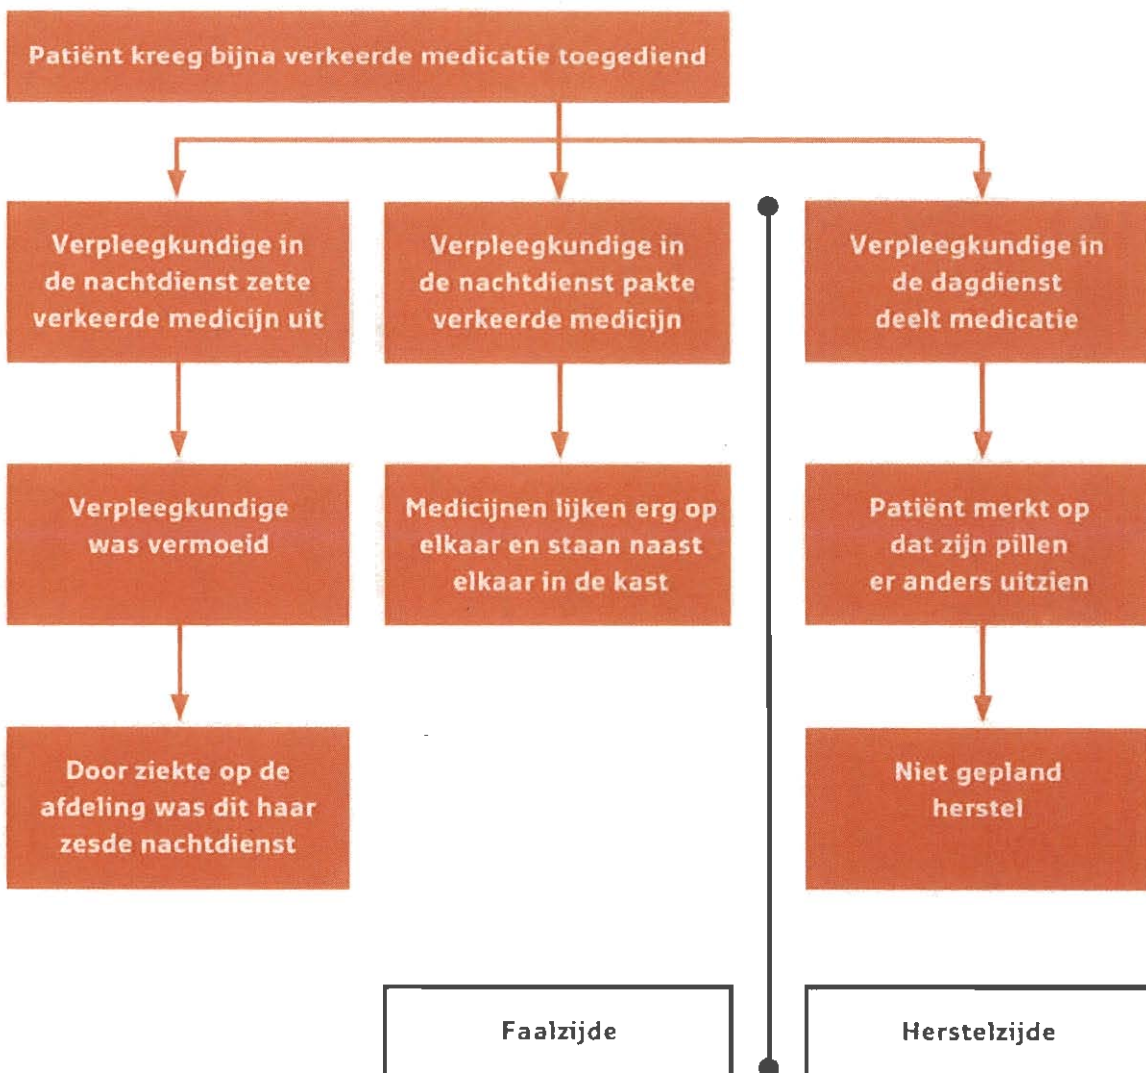 Patiënt kreeg bijna verkeerde medicatie toegediend
Verpleegkundige in
de nachtdienst zette
verkeerde medicijn uit
Verpleegkundige in
de nachtdienst pakte
verkeerde medicijn
Verpleegkundige in
de dagdienst
deelt medicatie
Verpleegkundige
was vermoeid
Medicijnen lijken erg op
elkaar en staan naast
elkaar in de kast
Patiënt merkt op
dat zijn pillen
er anders uitzien
Door ziekte op de
afdeling was dit haar
zesde nachtdienst
Niet gepland
herstel
Faalzijde
Herstelzijde